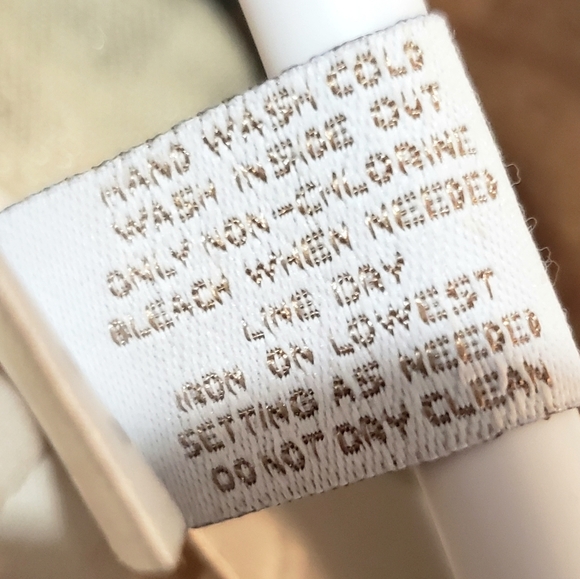 HAND WASH COLD
WASH INSIDE OUT
ONLY NON-CHLORINE
BLEACH WHEN NEEDED
LINE DRY
IRON ON LOWEST
SETTING AS NEEDED
DO NOT DRY CLEAN